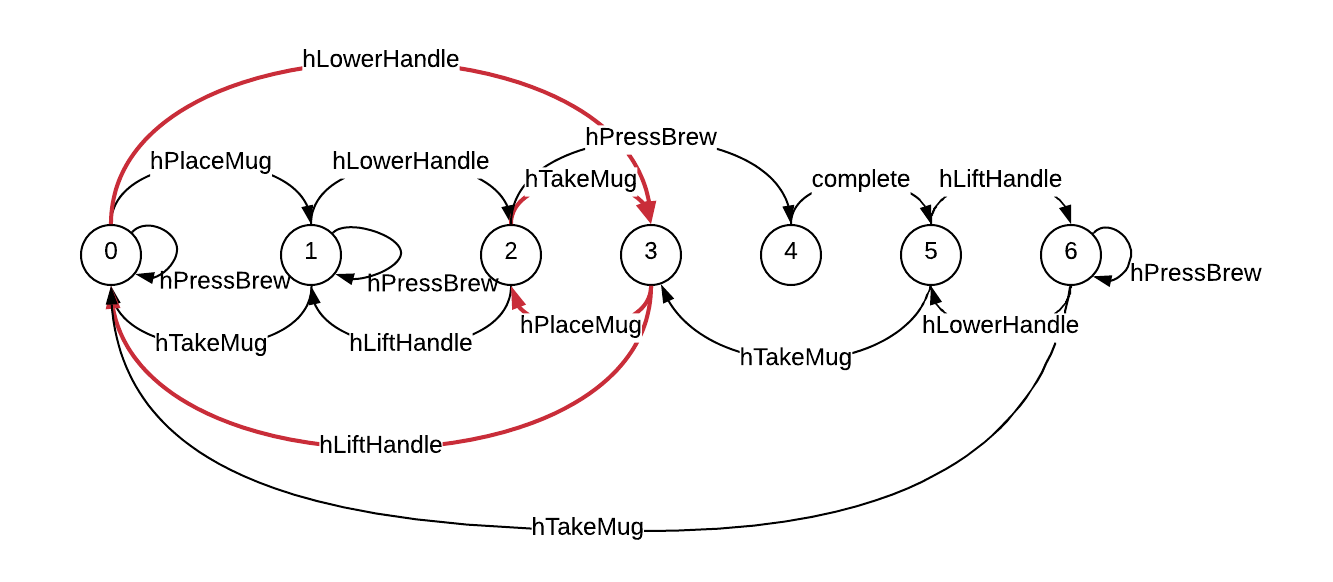 hLowerHandle
hPressBrew
hPlaceMug
hLowerHandle
hTakeMug
complete
hLiftHandle
0
1
2
3
4
5
6
hPressBrew
hPressBrew
hPressBrew
hTakeMug
hLiftHandle
hPlaceMug
hTakeMug
hLowerHandle
hLiftHandle
hTakeMug